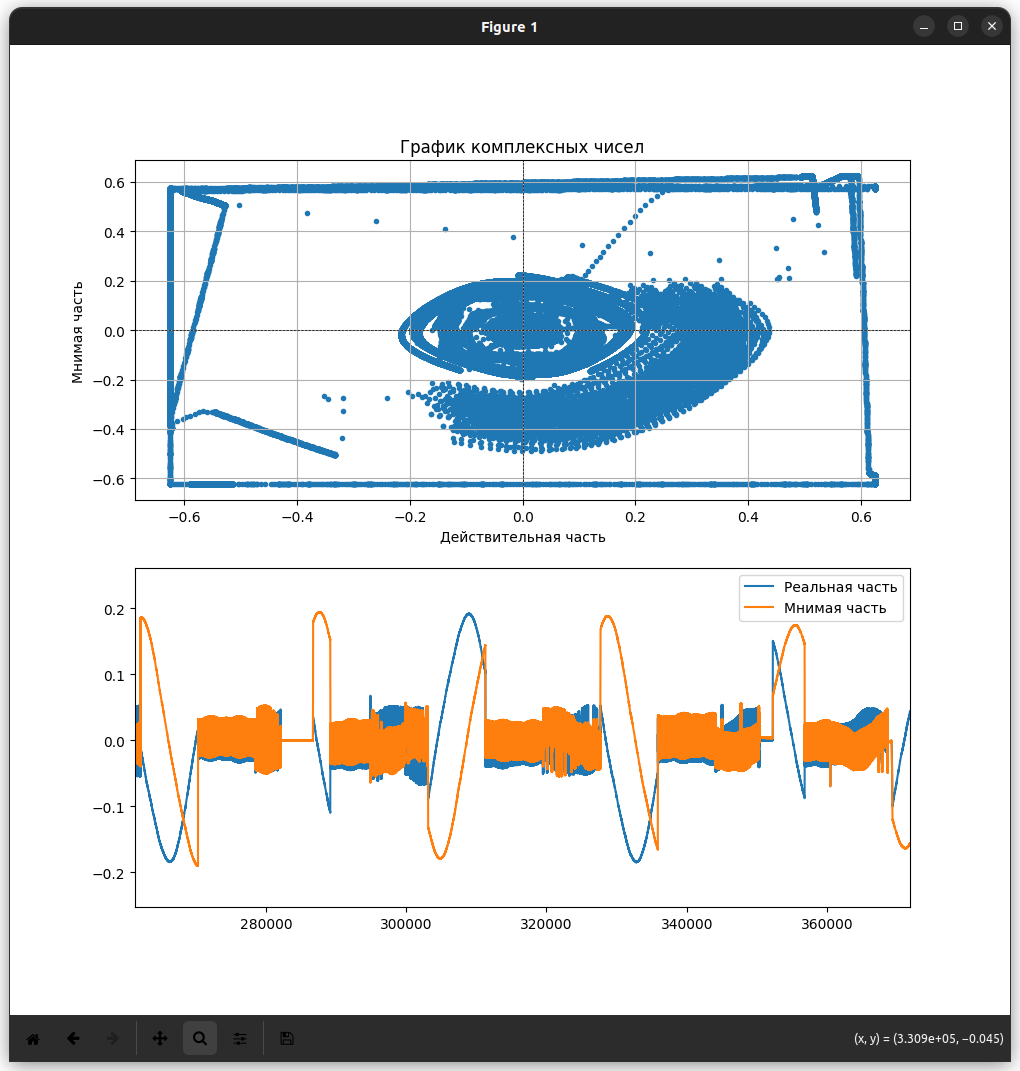 Figure 1
График комплексных чисел
Мнимая часть
0.6
0.4
0.2
0.0
−0.2
−0.4
−0.6
−0.6 −0.4 −0.2 0.0 0.2 0.4 0.6
Действительная часть
Реальная часть
Мнимая часть
0.2
0.1
0.0
−0.1
−0.2
280000 300000 320000 340000 360000
(x, y) = (3.309e+05, −0.045)